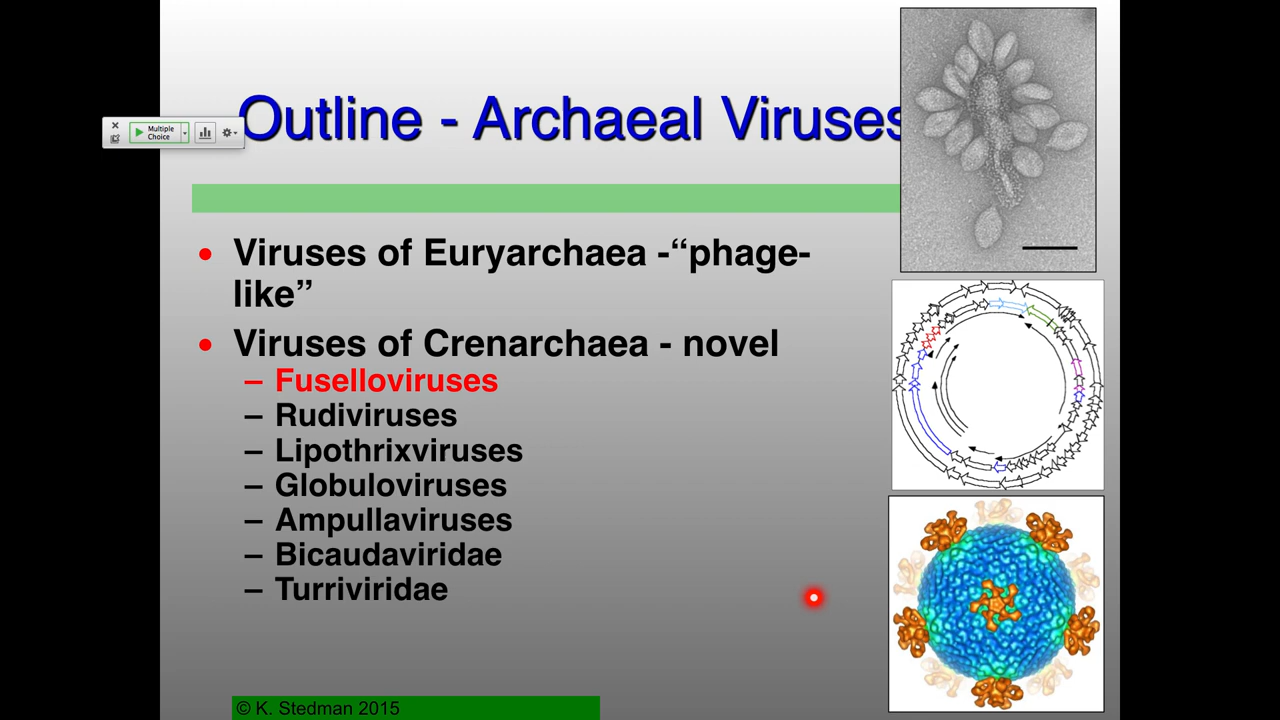 Outline - Archaeal Viruses
Multiple
Choice
• Viruses of Euryarchaea -“phage-
like”
• Viruses of Crenarchaea - novel
– Fuselloviruses
– Rudiviruses
– Lipothrixviruses
– Globuloviruses
– Ampullaviruses
– Bicaudaviridae
– Turriviridae
© K. Stedman 2015